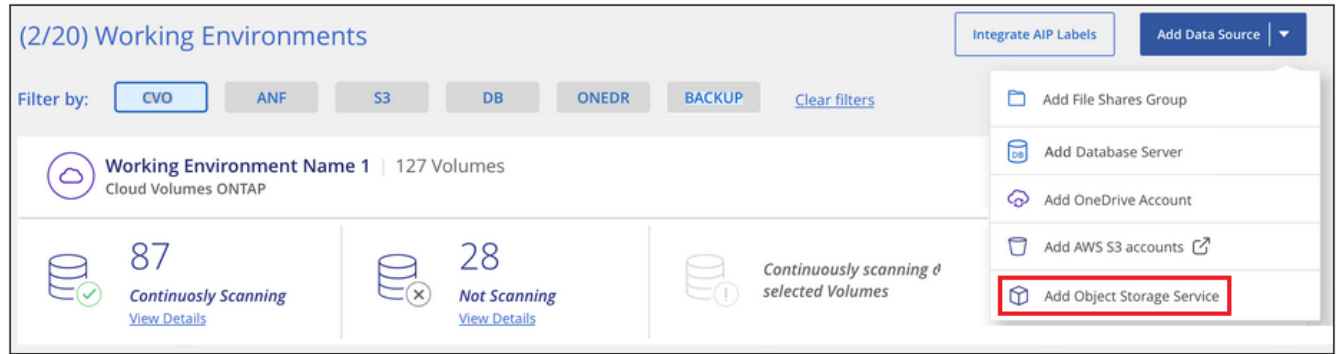 (2/20) Working Environments
Integrate AIP Labels
Add Data Source
Filter by:
CVO
ANF
S3
DB
ONEDR
BACKUP
Clear filters
Add File Shares Group
DB
Add Database Server
Add OneDrive Account
Add AWS S3 accounts
Add Object Storage Service
Working Environment Name 1 | 127 Volumes
Cloud Volumes ONTAP
87
Continuosly Scanning
View Details
28
Not Scanning
View Details
Continuously scanning
selected Volumes